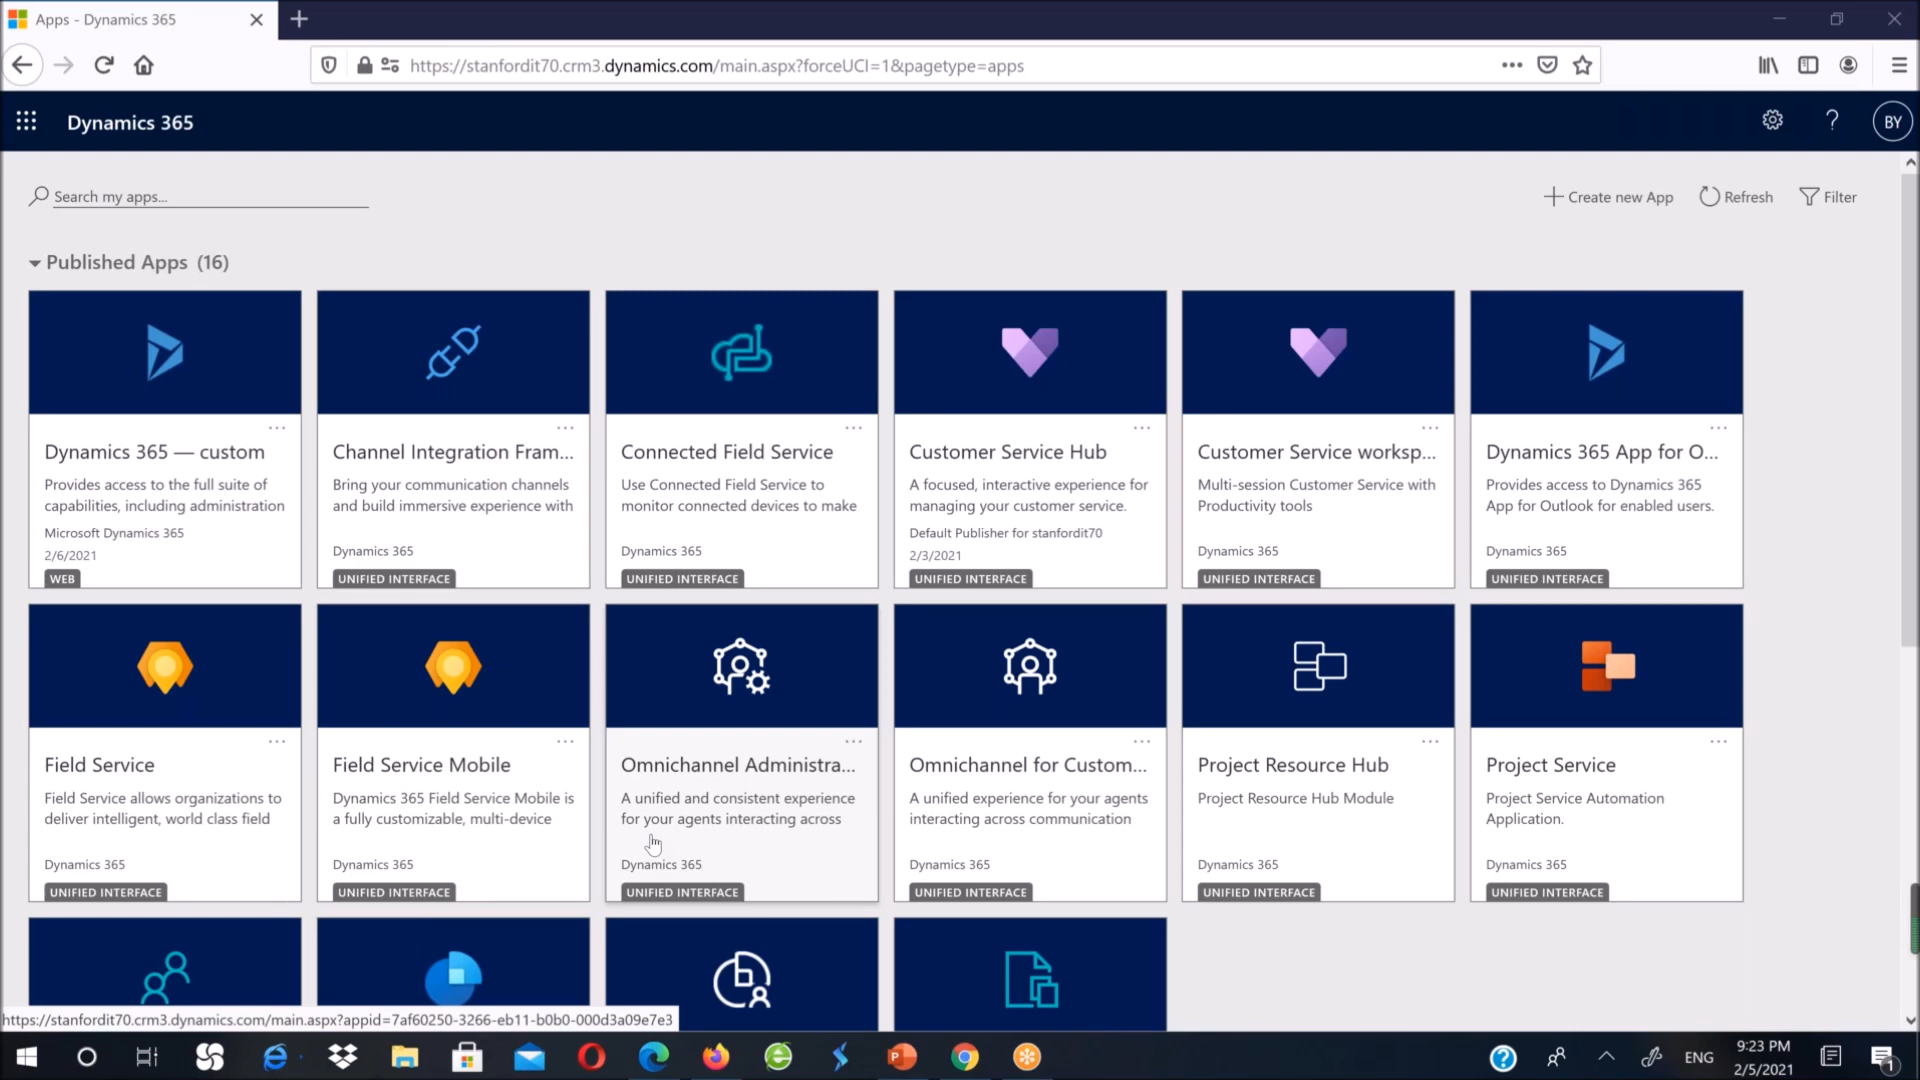 Apps - Dynamics 365
https://stanfordit70.crm3.dynamics.com/main.aspx?forceUCI=1&pagetype=apps
Dynamics 365
BY
Search my apps...
Create new App
Refresh
Filter
Published Apps (16)
Dynamics 365 — custom
Provides access to the full suite of
capabilities, including administration
Microsoft Dynamics 365
2/6/2021
WEB
Channel Integration Fram...
Bring your communication channels
and build immersive experience with
Dynamics 365
UNIFIED INTERFACE
Connected Field Service
Use Connected Field Service to
monitor connected devices to make
Dynamics 365
UNIFIED INTERFACE
Customer Service Hub
A focused, interactive experience for
managing your customer service.
Default Publisher for stanfordit70
2/3/2021
UNIFIED INTERFACE
Customer Service worksp...
Multi-session Customer Service with
Productivity tools
Dynamics 365
UNIFIED INTERFACE
Dynamics 365 App for O...
Provides access to Dynamics 365
App for Outlook for enabled users.
Dynamics 365
UNIFIED INTERFACE
Field Service
Field Service allows organizations to
deliver intelligent, world class field
Dynamics 365
UNIFIED INTERFACE
Field Service Mobile
Dynamics 365 Field Service Mobile is
a fully customizable, multi-device
Dynamics 365
UNIFIED INTERFACE
Omnichannel Administra...
A unified and consistent experience
for your agents interacting across
Dynamics 365
UNIFIED INTERFACE
Omnichannel for Custom...
A unified experience for your agents
interacting across communication
Dynamics 365
UNIFIED INTERFACE
Project Resource Hub
Project Resource Hub Module
Dynamics 365
UNIFIED INTERFACE
Project Service
Project Service Automation
Application.
Dynamics 365
UNIFIED INTERFACE
https://stanfordit70.crm3.dynamics.com/main.aspx?appid=7af60250-3266-eb11-b0b0-000d3a09e7e3
ENG
9:23 PM
2/5/2021
1